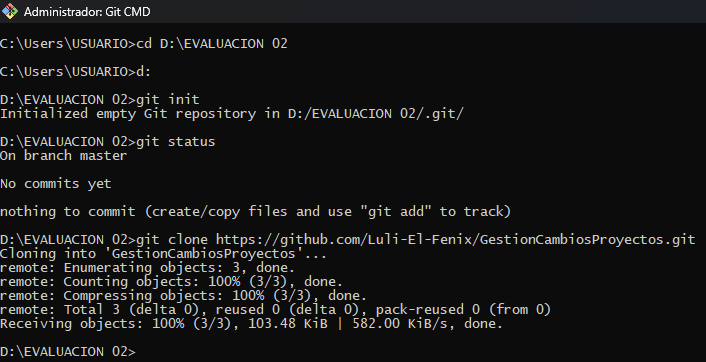 Administrador: Git CMD
C:\Users\USUARIO>cd D:\EVALUACION 02
C:\Users\USUARIO>d:
D:\EVALUACION 02>git init
Initialized empty Git repository in D:/EVALUACION 02/.git/
D:\EVALUACION 02>git status
On branch master
No commits yet
nothing to commit (create/copy files and use "git add" to track)
D:\EVALUACION 02>git clone https://github.com/Luli-El-Fenix/GestionCambiosProyectos.git
Cloning into 'GestionCambiosProyectos'...
remote: Enumerating objects: 3, done.
remote: Counting objects: 100% (3/3), done.
remote: Compressing objects: 100% (3/3), done.
remote: Total 3 (delta 0), reused 0 (delta 0), pack-reused 0 (from 0)
Receiving objects: 100% (3/3), 103.48 KiB | 582.00 KiB/s, done.
D:\EVALUACION 02>